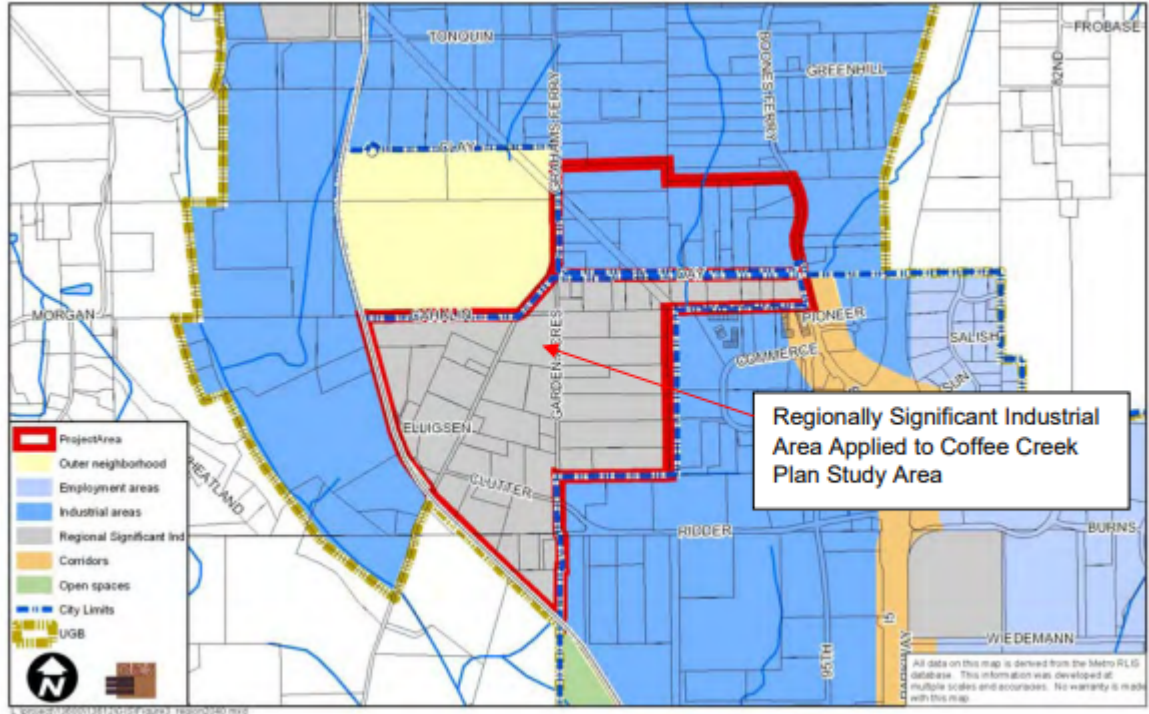 TONQUIN
FROBASE
BOONES FERRY
92ND
GREENHILL
GRAHAMS FERRY
CLAY
DAY
MORGAN
CAHALIN
PIONEER
SALISH
GARDEN ACRES
COMMERCE
SUN
ELLIGSEN
Regionally Significant Industrial
Area Applied to Coffee Creek
Plan Study Area
CLUTTER
RIDDER
BURNS
I5
95TH
PARKWAY
WIEDEMANN
ProjectArea
Outer neighborhood
Employment areas
Industrial areas
Regional Significant Ind
Corridors
Open spaces
City Limits
UGB
N
All data on this map is derived from the Metro RLIS
database. This information was developed at
multiple scales and accuracies. No warranty is made
with this map.